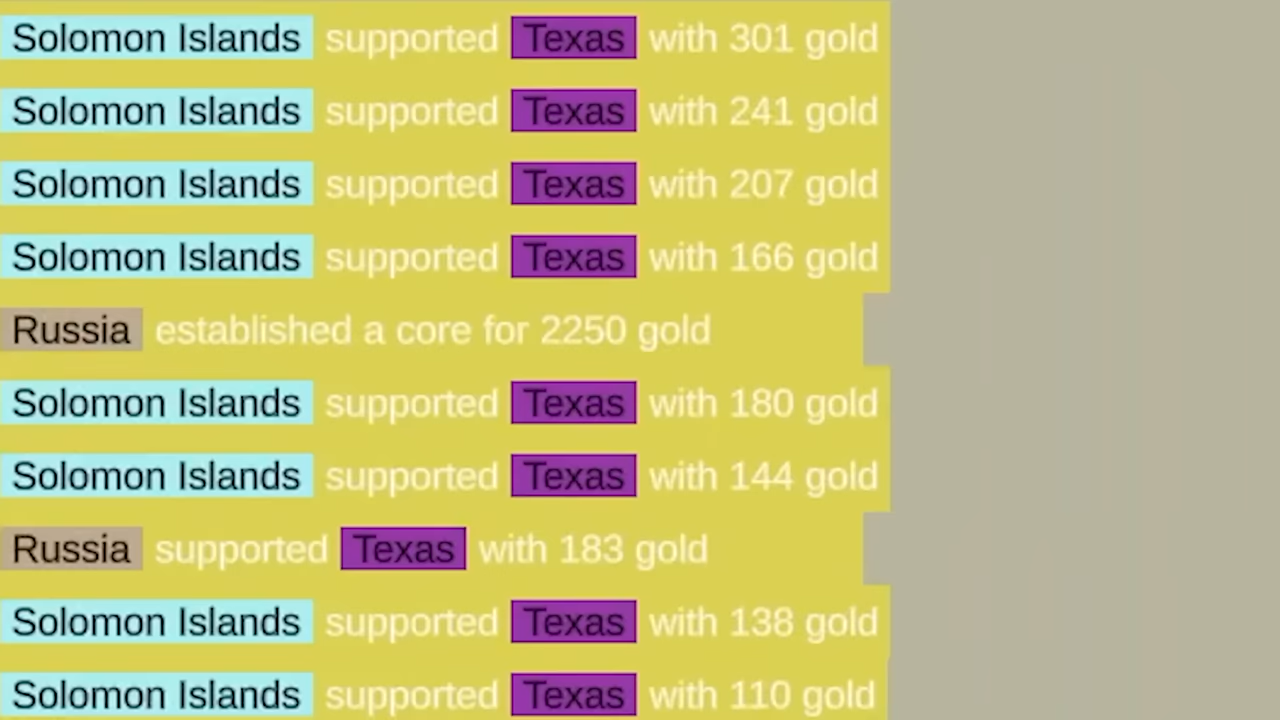 Solomon Islands supported Texas with 301 gold
Solomon Islands supported Texas with 241 gold
Solomon Islands supported Texas with 207 gold
Solomon Islands supported Texas with 166 gold
Russia established a core for 2250 gold
Solomon Islands supported Texas with 180 gold
Solomon Islands supported Texas with 144 gold
Russia supported Texas with 183 gold
Solomon Islands supported Texas with 138 gold
Solomon Islands supported Texas with 110 gold